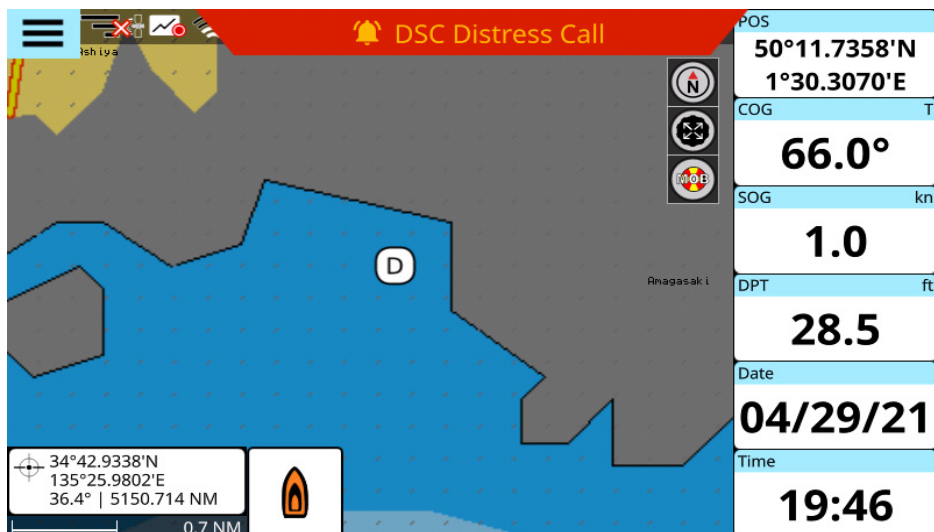 DSC Distress Call
Ashiya
N
MOB
D
Amagasaki
34°42.9338'N
135°25.9802'E
36.4° | 5150.714 NM
0.7 NM
POS
50°11.7358'N
1°30.3070'E
COG T
66.0°
SOG kn
1.0
DPT ft
28.5
Date
04/29/21
Time
19:46